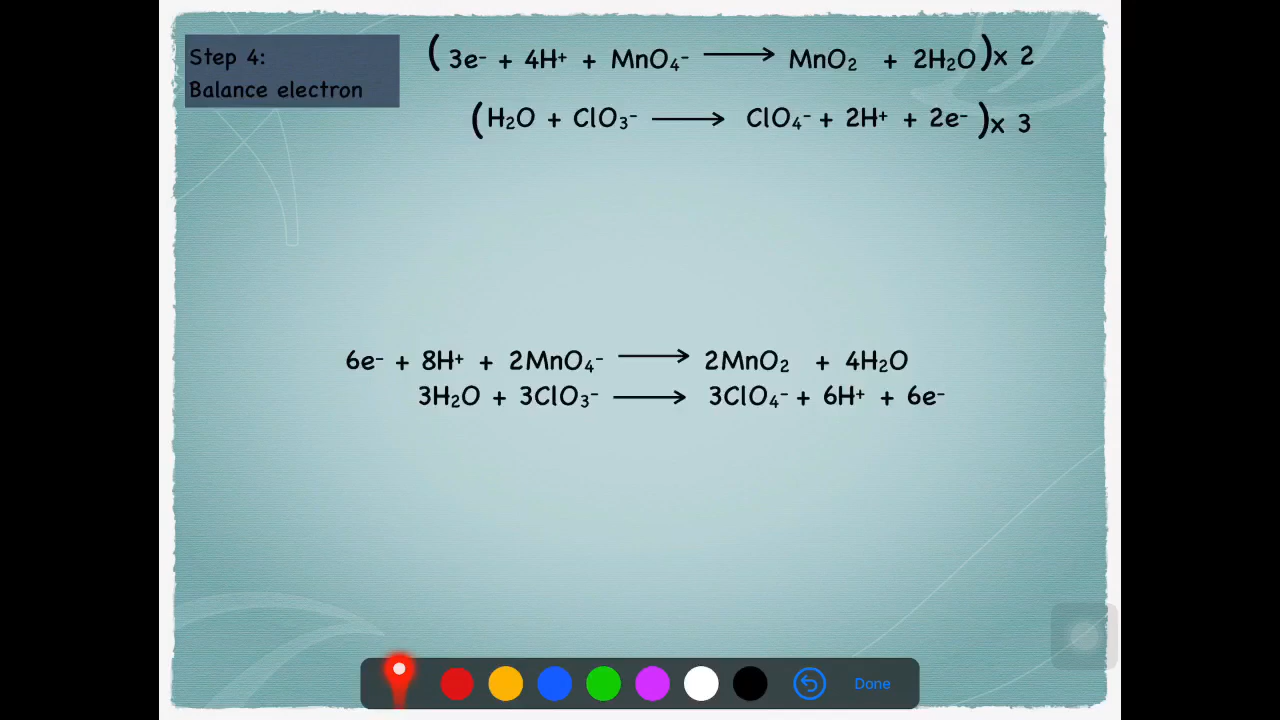 Step 4:
Balance electron
(3e⁻ + 4H⁺ + MnO₄⁻ ⟶ MnO₂ + 2H₂O) x 2
(H₂O + ClO₃⁻ ⟶ ClO₄⁻ + 2H⁺ + 2e⁻) x 3
6e⁻ + 8H⁺ + 2MnO₄⁻ ⟶ 2MnO₂ + 4H₂O
3H₂O + 3ClO₃⁻ ⟶ 3ClO₄⁻ + 6H⁺ + 6e⁻
Done